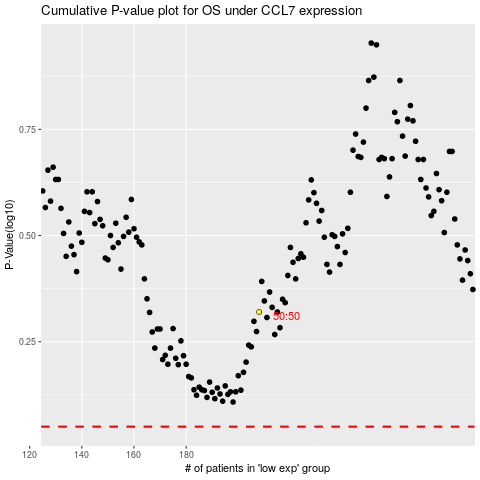 Cumulative P-value plot for OS under CCL7 expression
P-Value(log10)
0.75
0.50
0.25
50:50
120 140 160 180
# of patients in 'low exp' group